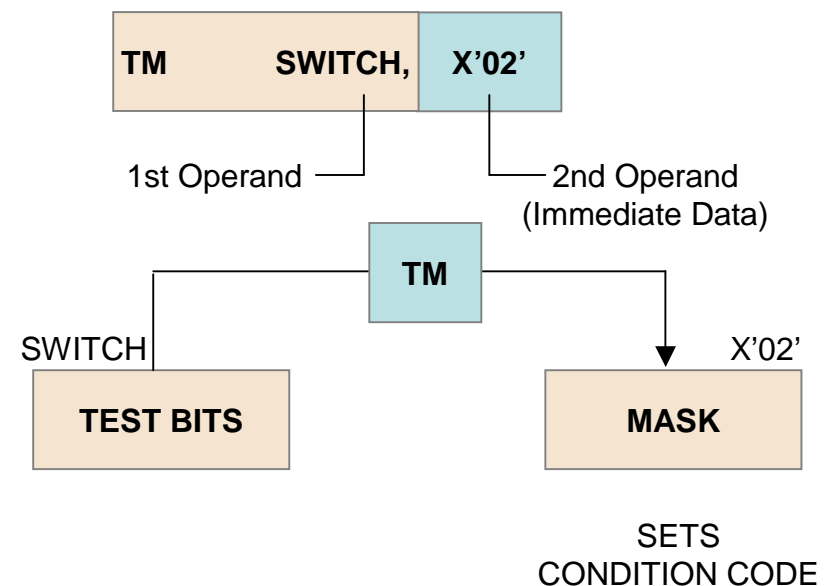 TM SWITCH, X’02’
1st Operand
2nd Operand
(Immediate Data)
TM
SWITCH
X’02’
TEST BITS
MASK
SETS
CONDITION CODE